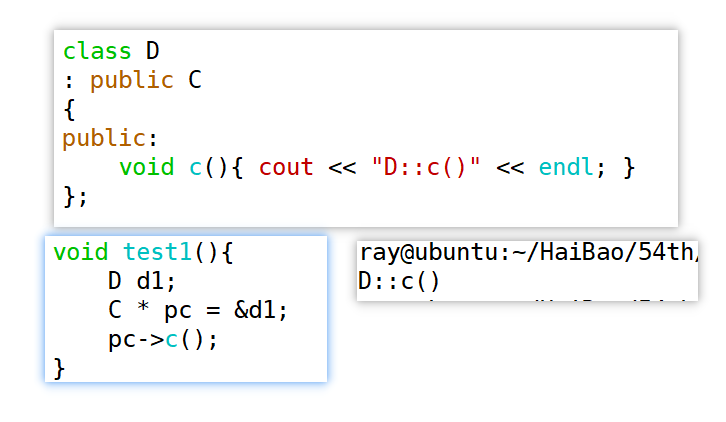 class D
: public C
{
public:
    void c(){ cout << "D::c()" << endl; }
};
void test1(){
    D d1;
    C * pc = &d1;
    pc->c();
}
ray@ubuntu:~/HaiBao/54th/
D::c()